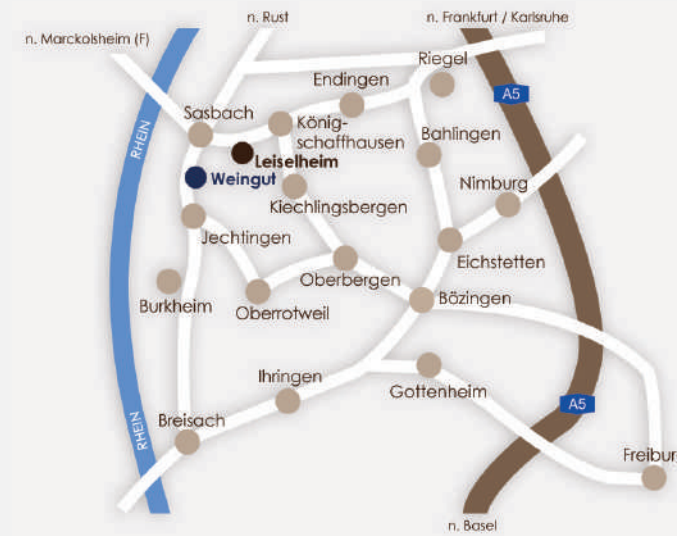 n. Rust
n. Frankfurt / Karlsruhe
n. Marckolsheim (F)
Riegel
Endingen
A5
Sasbach
König-
schaffhausen
Bahlingen
RHEIN
Leiselheim
Weingut
Nimburg
Kiechlingsbergen
Jechtingen
Eichstetten
Oberbergen
Burkheim
Oberrotweil
Bözingen
Ihringen
Gottenheim
A5
RHEIN
Breisach
Freiburg
n. Basel